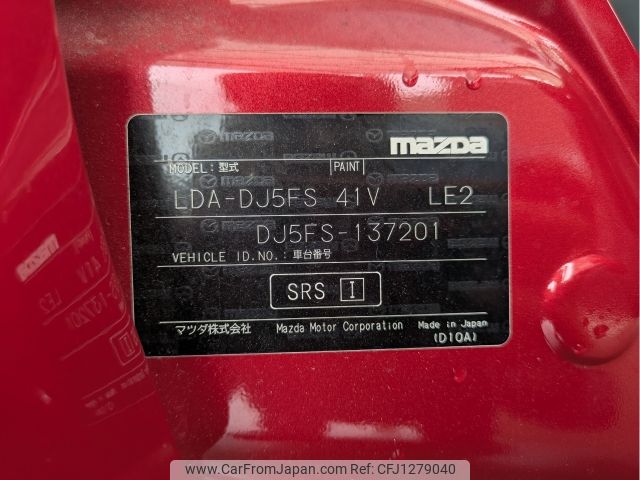 mazda
MODEL: 型式 PAINT
LDA-DJ5FS 41V LE2
DJ5FS-137201
VEHICLE ID.NO.: 車台番号
SRS I
マツダ株式会社 Mazda Motor Corporation Made in Japan
(D10A)
www.CarFromJapan.com | CFJ1279040